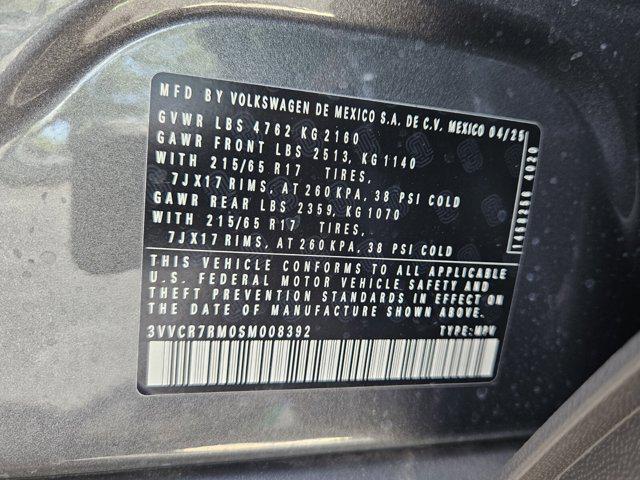 MFD BY VOLKSWAGEN DE MEXICO S.A. DE C.V. MEXICO 04/25
GVWR LBS 4762 KG 2160
GAWR FRONT LBS 2513, KG 1140
WITH 215/65 R17 TIRES,
7JX17 RIMS, AT 260 KPA, 38 PSI COLD
GAWR REAR LBS 2359, KG 1070
WITH 215/65 R17 TIRES,
7JX17 RIMS, AT 260 KPA, 38 PSI COLD
THIS VEHICLE CONFORMS TO ALL APPLICABLE
U.S. FEDERAL MOTOR VEHICLE SAFETY AND
THEFT PREVENTION STANDARDS IN EFFECT ON
THE DATE OF MANUFACTURE SHOWN ABOVE.
3VVCR7RM0SM008392 TYPE: MPV